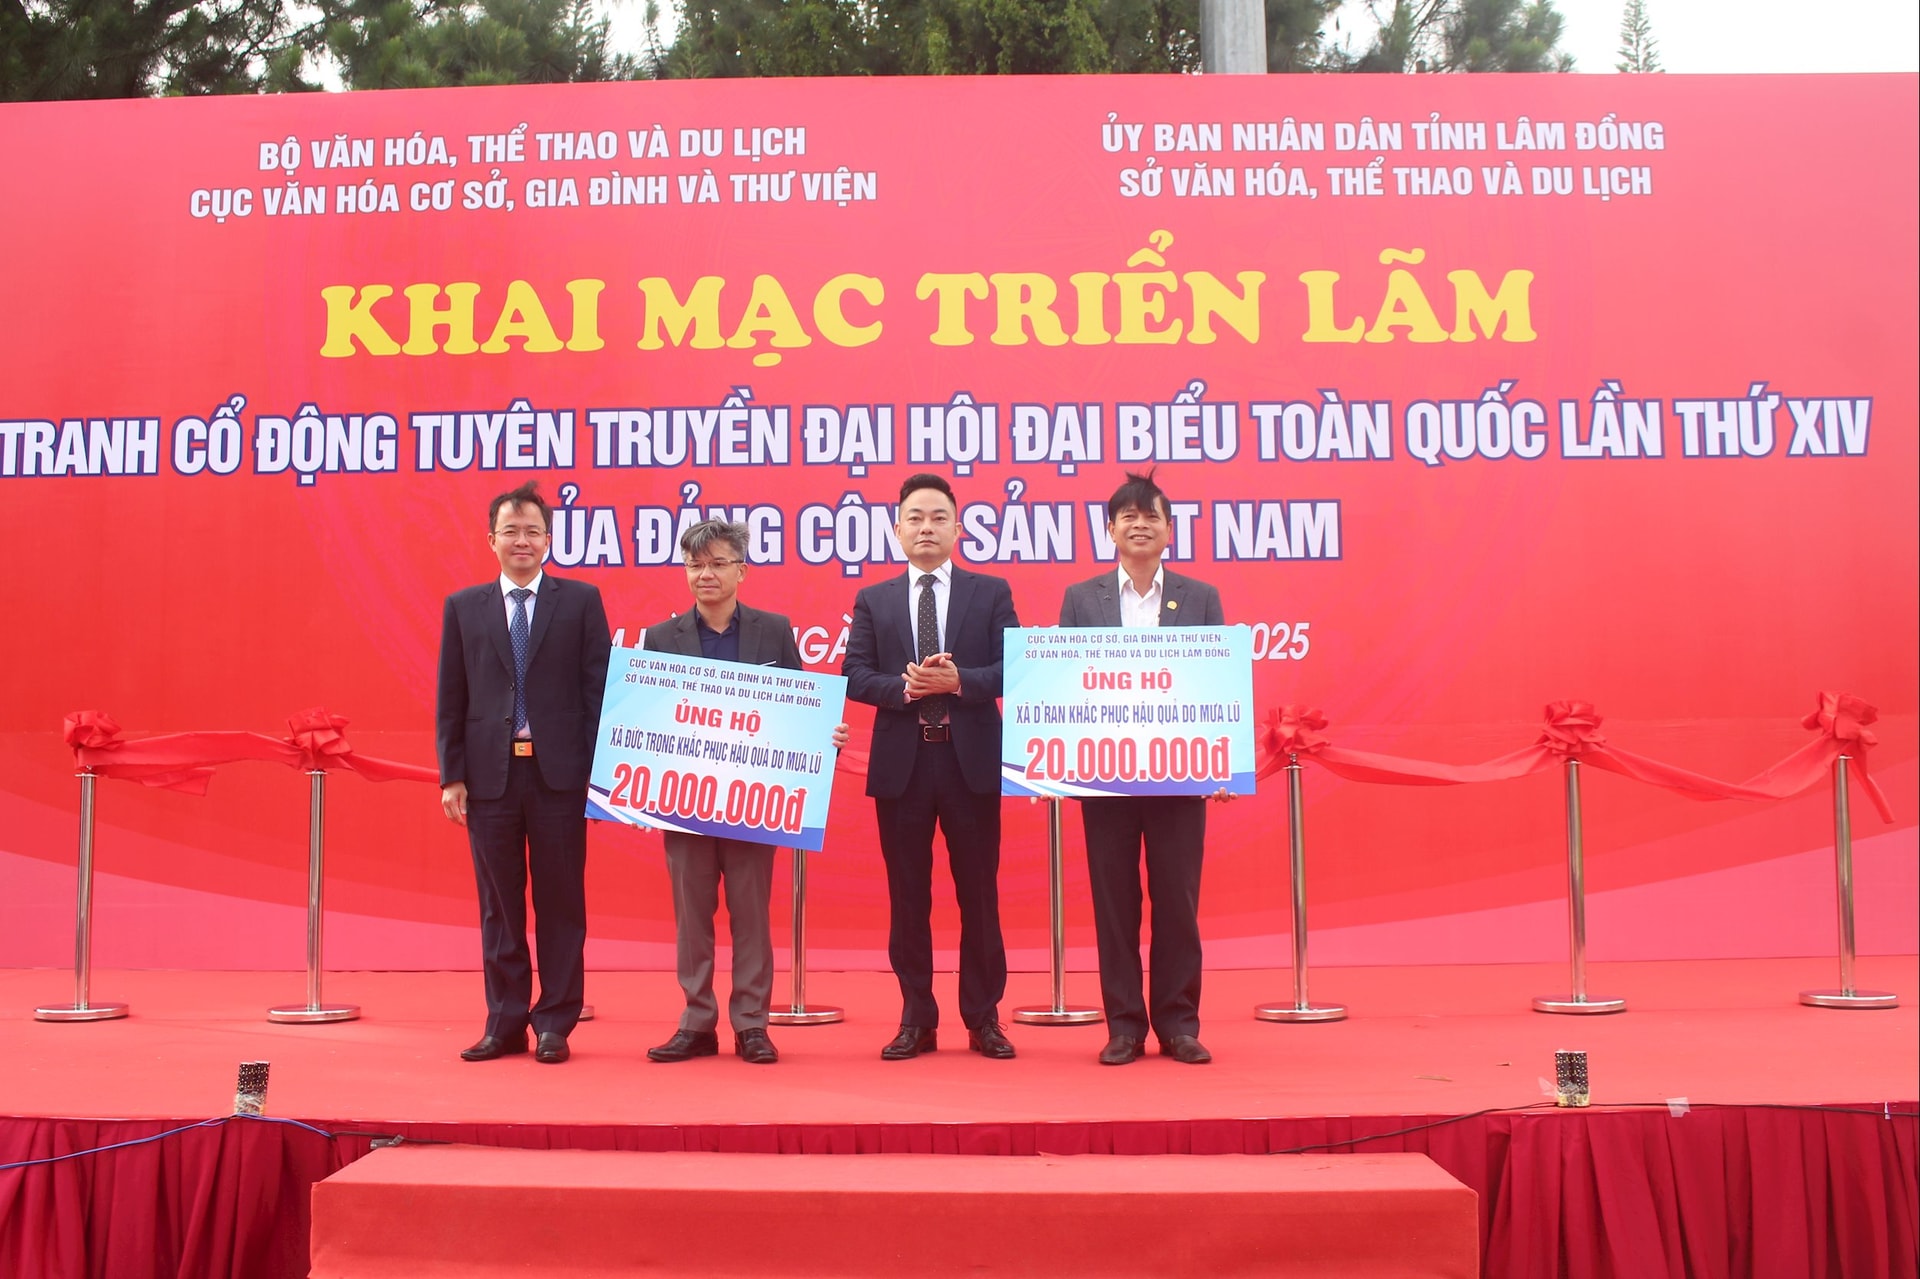 BỘ VĂN HÓA, THỂ THAO VÀ DU LỊCH
CỤC VĂN HÓA CƠ SỞ, GIA ĐÌNH VÀ THƯ VIỆN
ỦY BAN NHÂN DÂN TỈNH LÂM ĐỒNG
SỞ VĂN HÓA, THỂ THAO VÀ DU LỊCH
KHAI MẠC TRIỂN LÃM
TRANH CỔ ĐỘNG TUYÊN TRUYỀN ĐẠI HỘI ĐẠI BIỂU TOÀN QUỐC LẦN THỨ XIV
ỦA ĐẢNG CỘNG SẢN VIỆT NAM
2025
CỤC VĂN HÓA CƠ SỞ, GIA ĐÌNH VÀ THƯ VIỆN -
SỞ VĂN HÓA, THỂ THAO VÀ DU LỊCH LÂM ĐỒNG
ỦNG HỘ
XÃ ĐỨC TRỌNG KHẮC PHỤC HẬU QUẢ DO MƯA LŨ
20.000.000đ
CỤC VĂN HÓA CƠ SỞ, GIA ĐÌNH VÀ THƯ VIỆN -
SỞ VĂN HÓA, THỂ THAO VÀ DU LỊCH LÂM ĐỒNG
ỦNG HỘ
XÃ D'RAN KHẮC PHỤC HẬU QUẢ DO MƯA LŨ
20.000.000đ